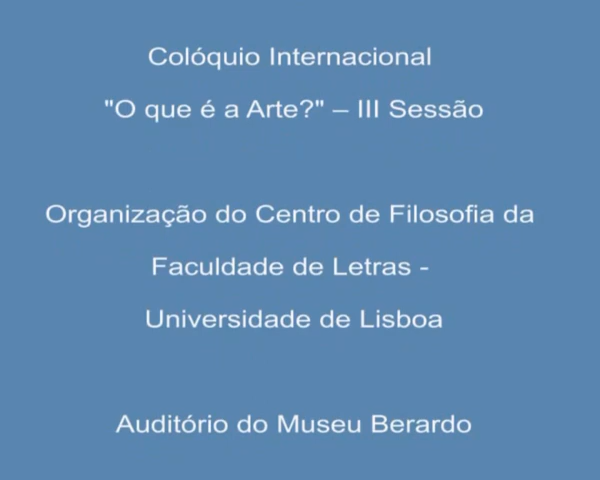 Colóquio Internacional
"O que é a Arte?" – III Sessão
Organização do Centro de Filosofia da
Faculdade de Letras -
Universidade de Lisboa
Auditório do Museu Berardo